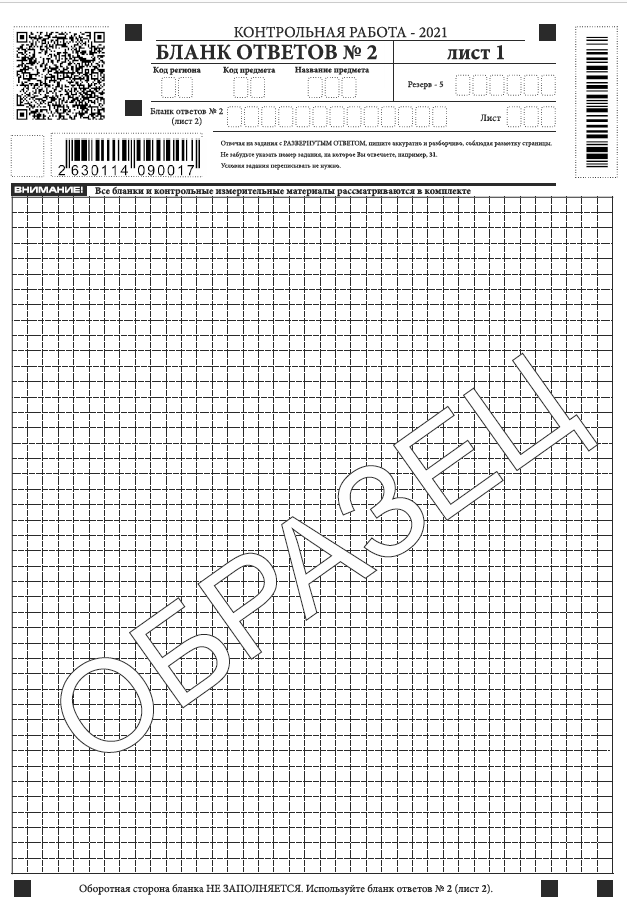 КОНТРОЛЬНАЯ РАБОТА - 2021
БЛАНК ОТВЕТОВ № 2 лист 1
Код региона Код предмета Название предмета
Резерв - 5
Бланк ответов № 2
(лист 2)
Лист
Отвечая на задания с РАЗВЕРНУТЫМ ОТВЕТОМ, пишите аккуратно и разборчиво, соблюдая разметку страницы.
Не забудьте указать номер задания, на которое Вы отвечаете, например, 31.
Условия задания переписывать не нужно.
2 630114 090017
ВНИМАНИЕ! Все бланки и контрольные измерительные материалы рассматриваются в комплекте
ОБРАЗЕЦ
Оборотная сторона бланка НЕ ЗАПОЛНЯЕТСЯ. Используйте бланк ответов № 2 (лист 2).